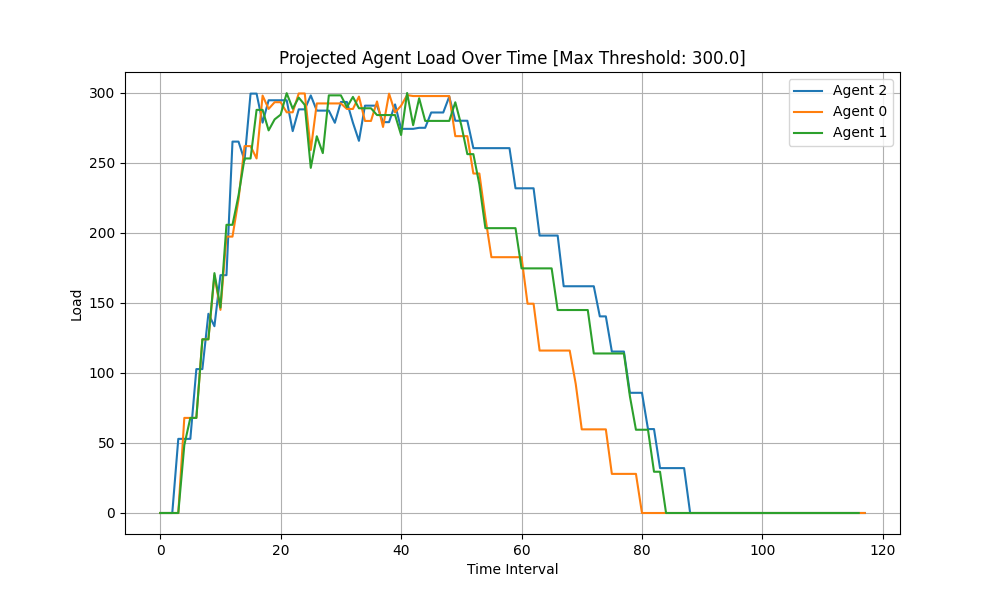 Projected Agent Load Over Time [Max Threshold: 300.0]
Agent 2
Agent 0
Agent 1
Load
300
250
200
150
100
50
0
0 20 40 60 80 100 120
Time Interval